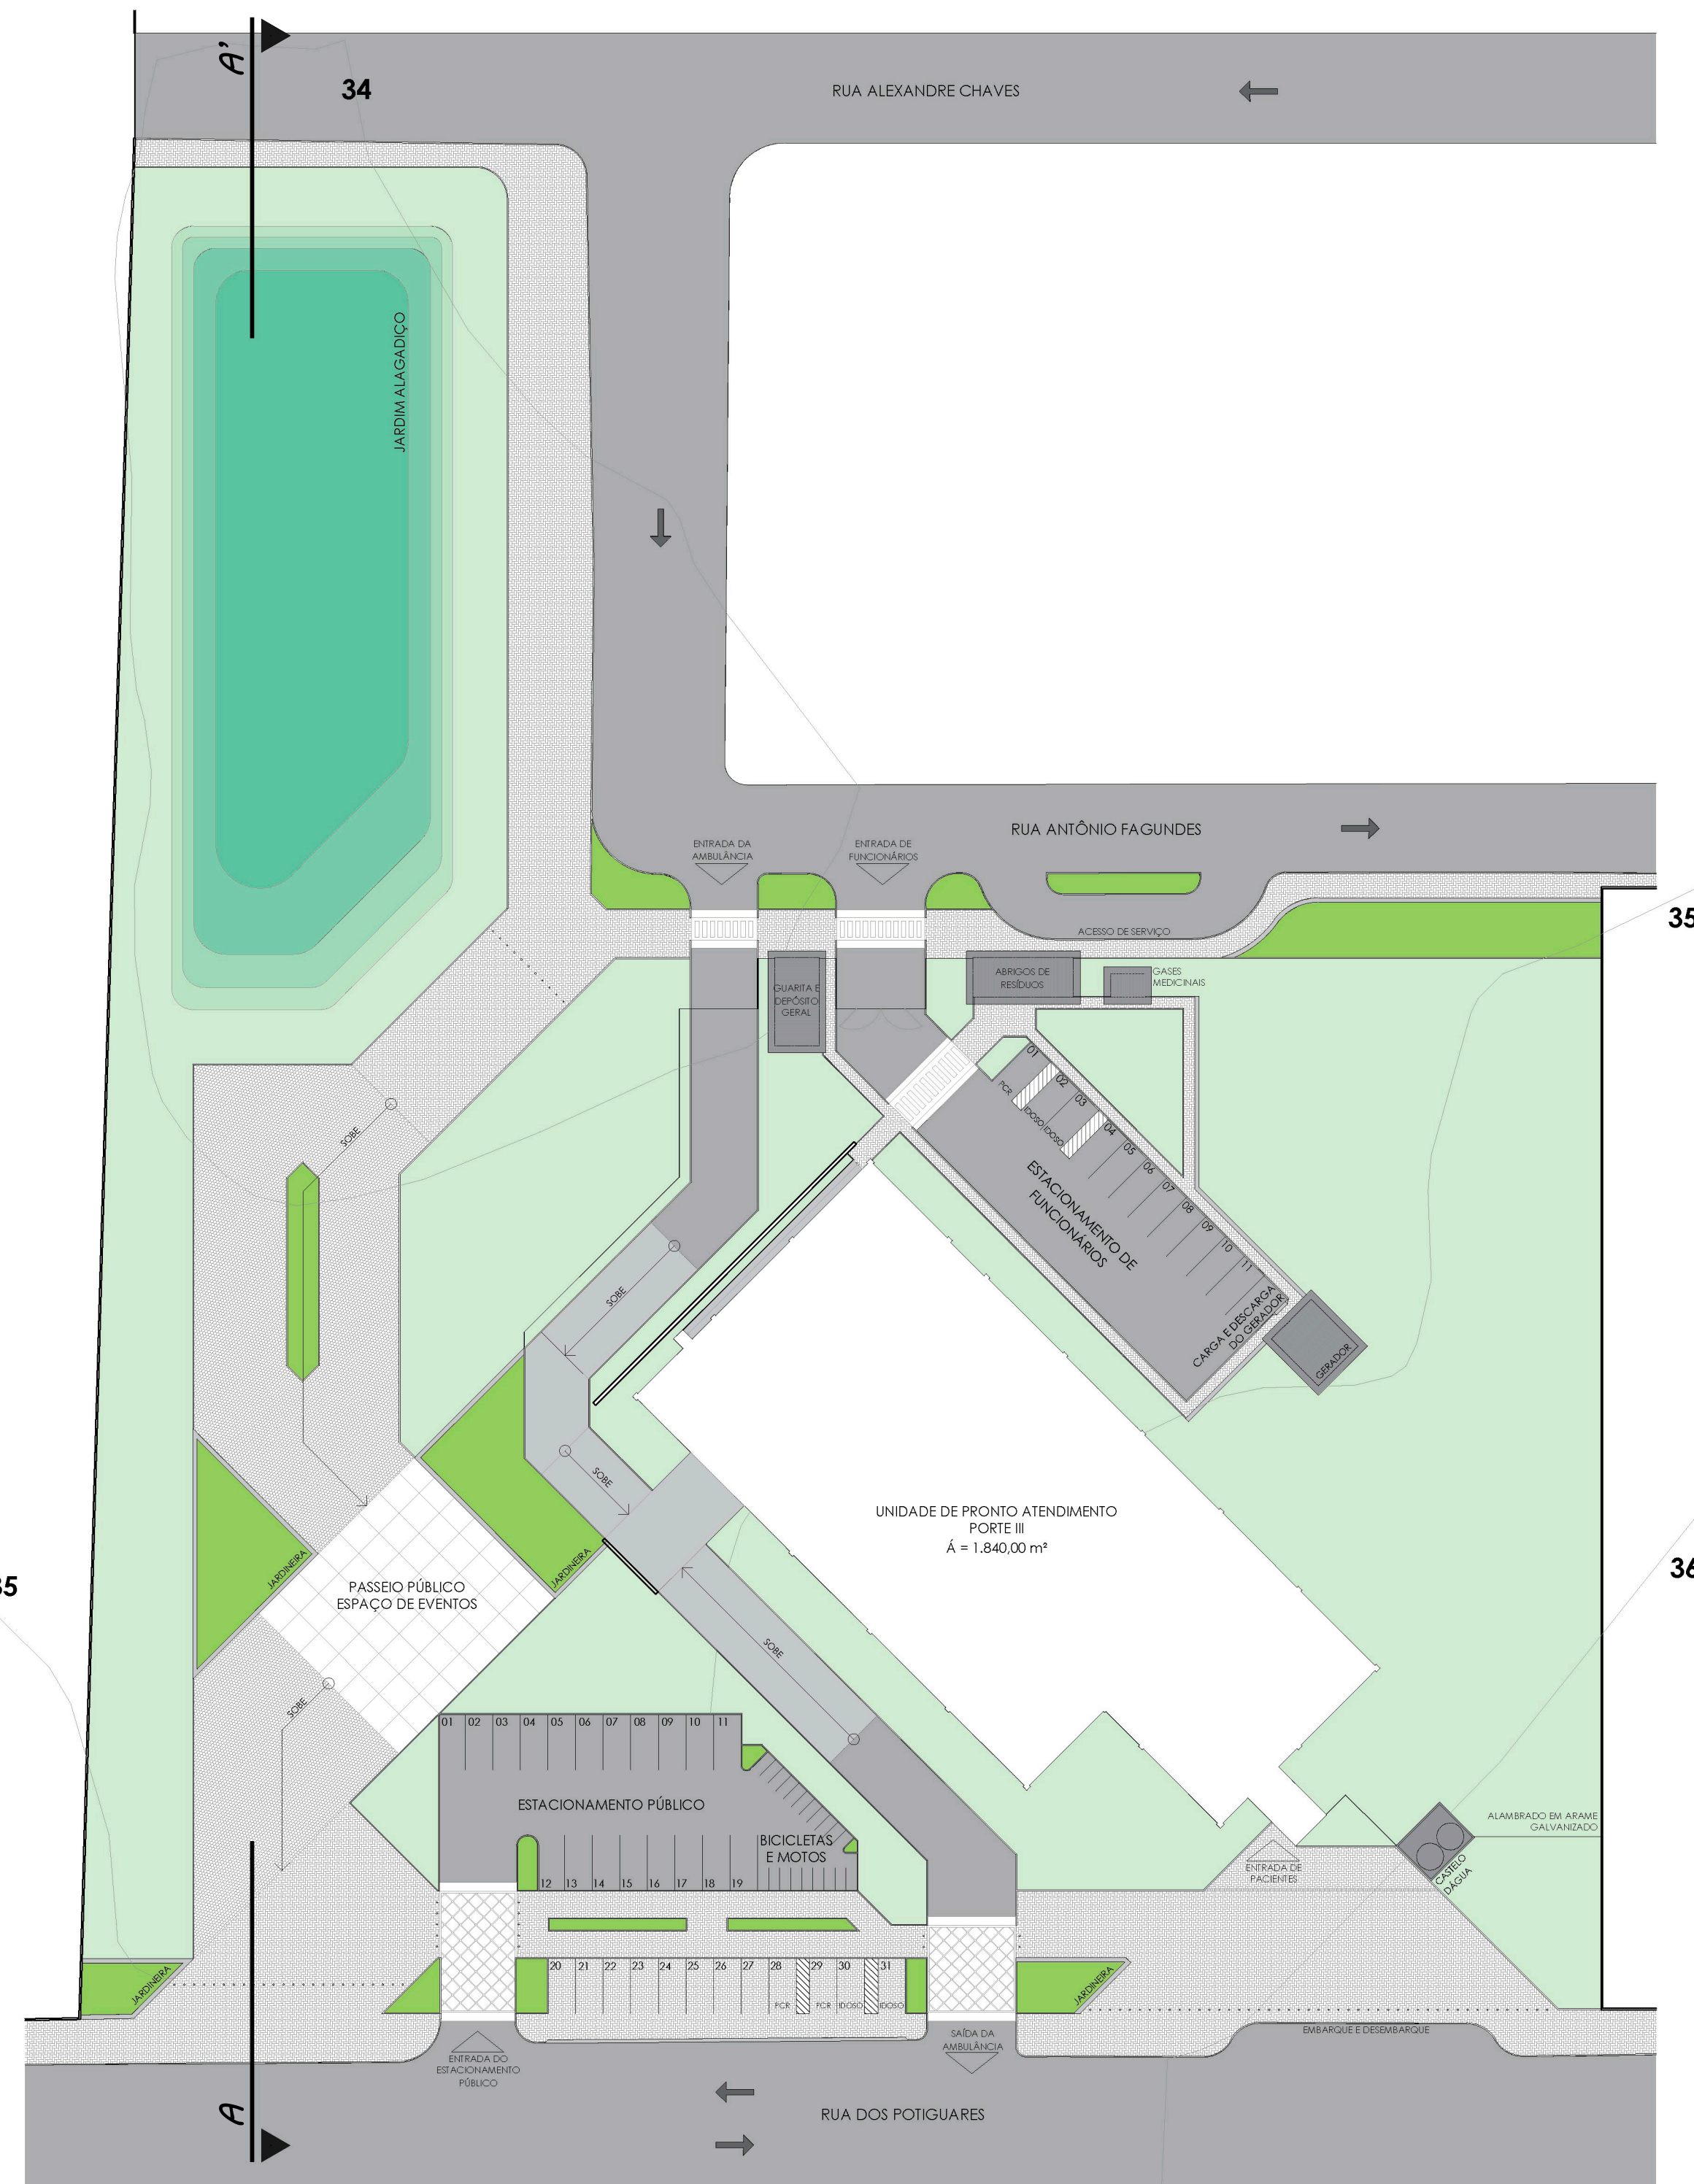 A'
34
RUA ALEXANDRE CHAVES
JARDIM ALAGADIÇO
RUA ANTÔNIO FAGUNDES
ENTRADA DA
AMBULÂNCIA
ENTRADA DE
FUNCIONÁRIOS
35
ACESSO DE SERVIÇO
GUARITA E
DEPÓSITO
GERAL
ABRIGOS DE
RESÍDUOS
GASES
MEDICINAIS
01
02
03
04
05
06
07
08
09
10
11
PCR
IDOSO
IDOSO
ESTACIONAMENTO DE
FUNCIONÁRIOS
CARGA E DESCARGA
DO GERADOR
GERADOR
SOBE
SOBE
SOBE
UNIDADE DE PRONTO ATENDIMENTO
PORTE III
Á = 1.840,00 m²
36
35
JARDINEIRA
JARDINEIRA
PASSEIO PÚBLICO
ESPAÇO DE EVENTOS
SOBE
SOBE
01 02 03 04 05 06 07 08 09 10 11
ESTACIONAMENTO PÚBLICO
BICICLETAS
E MOTOS
12 13 14 15 16 17 18 19
ALAMBRADO EM ARAME
GALVANIZADO
ENTRADA DE
PACIENTES
CASTELO
DÁGUA
20 21 22 23 24 25 26 27 28 29 30 31
PCR PCR IDOSO IDOSO
JARDINEIRA
JARDINEIRA
EMBARQUE E DESEMBARQUE
ENTRADA DO
ESTACIONAMENTO
PÚBLICO
SAÍDA DA
AMBULÂNCIA
A
RUA DOS POTIGUARES